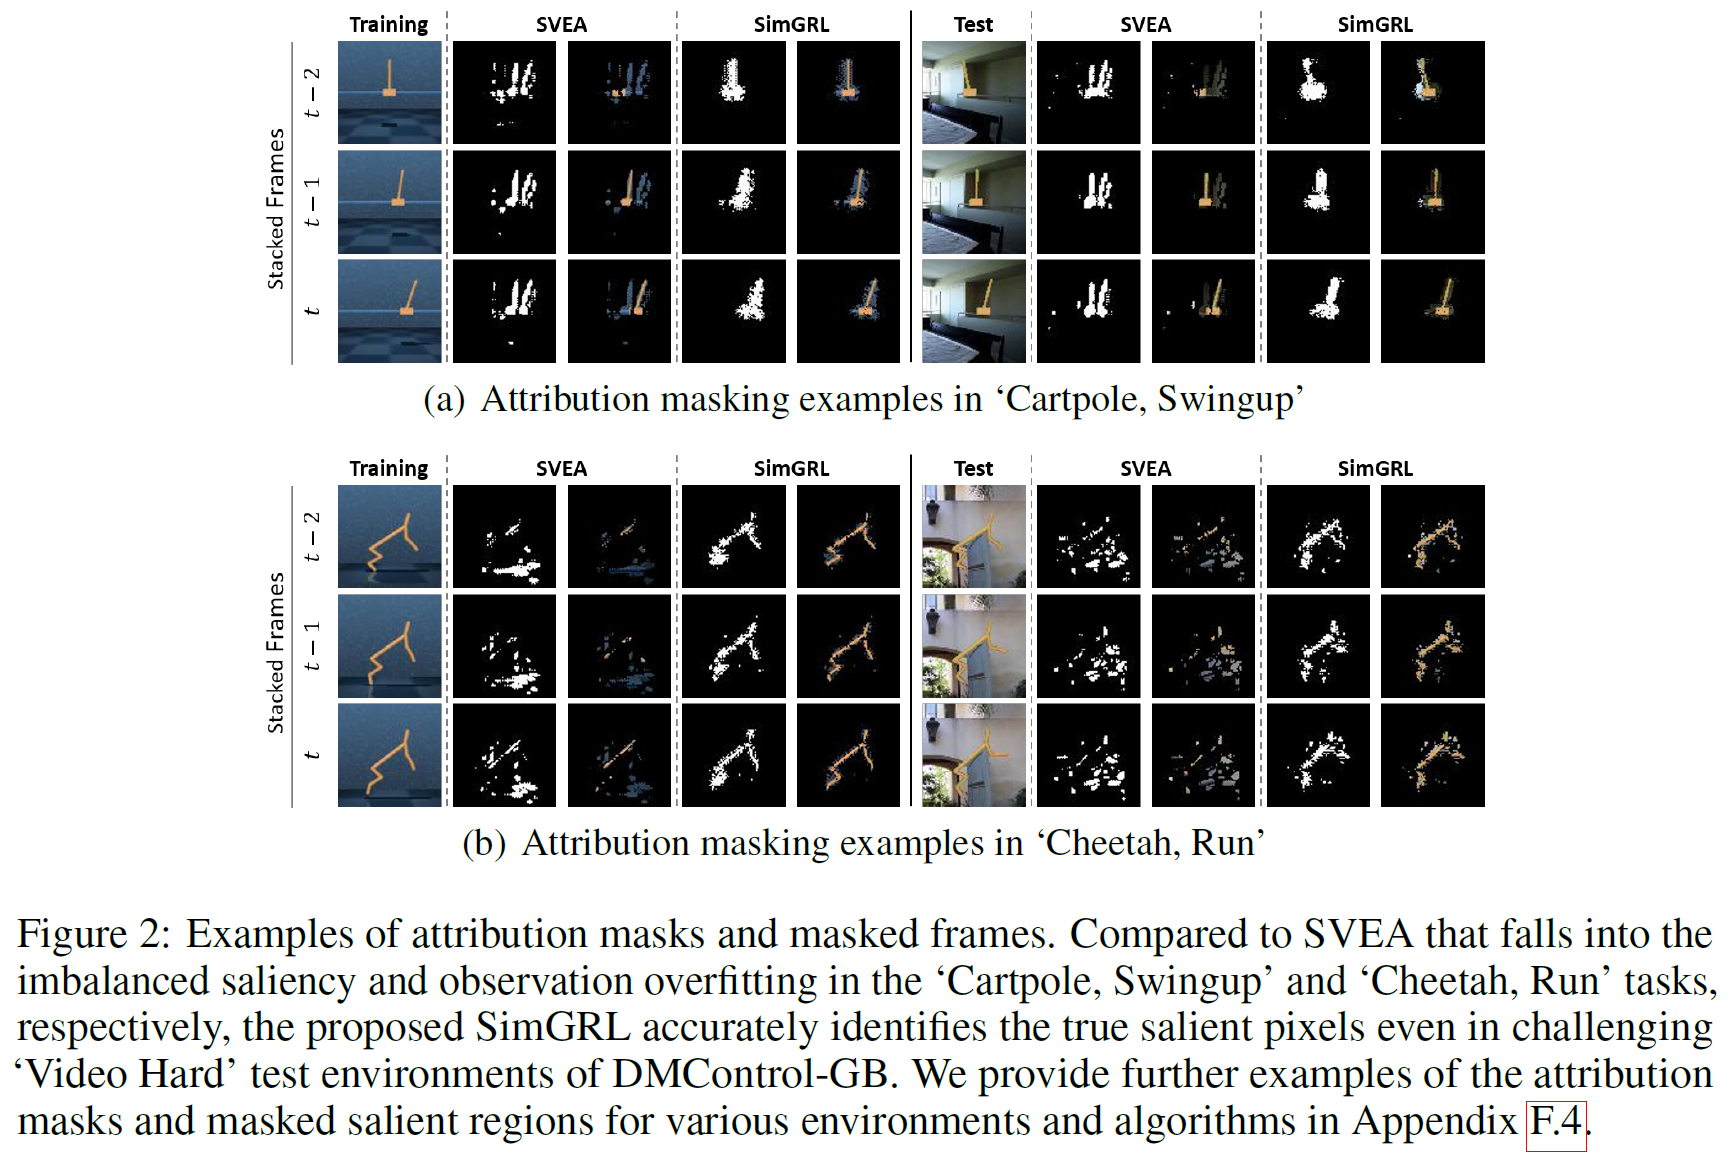 Training SVEA SimGRL Test SVEA SimGRL
Stacked Frames
t − 2
t − 1
t
(a) Attribution masking examples in ‘Cartpole, Swingup’
Training SVEA SimGRL Test SVEA SimGRL
Stacked Frames
t − 2
t − 1
t
(b) Attribution masking examples in ‘Cheetah, Run’
Figure 2: Examples of attribution masks and masked frames. Compared to SVEA that falls into the
imbalanced saliency and observation overfitting in the ‘Cartpole, Swingup’ and ‘Cheetah, Run’ tasks,
respectively, the proposed SimGRL accurately identifies the true salient pixels even in challenging
‘Video Hard’ test environments of DMControl-GB. We provide further examples of the attribution
masks and masked salient regions for various environments and algorithms in Appendix F.4.